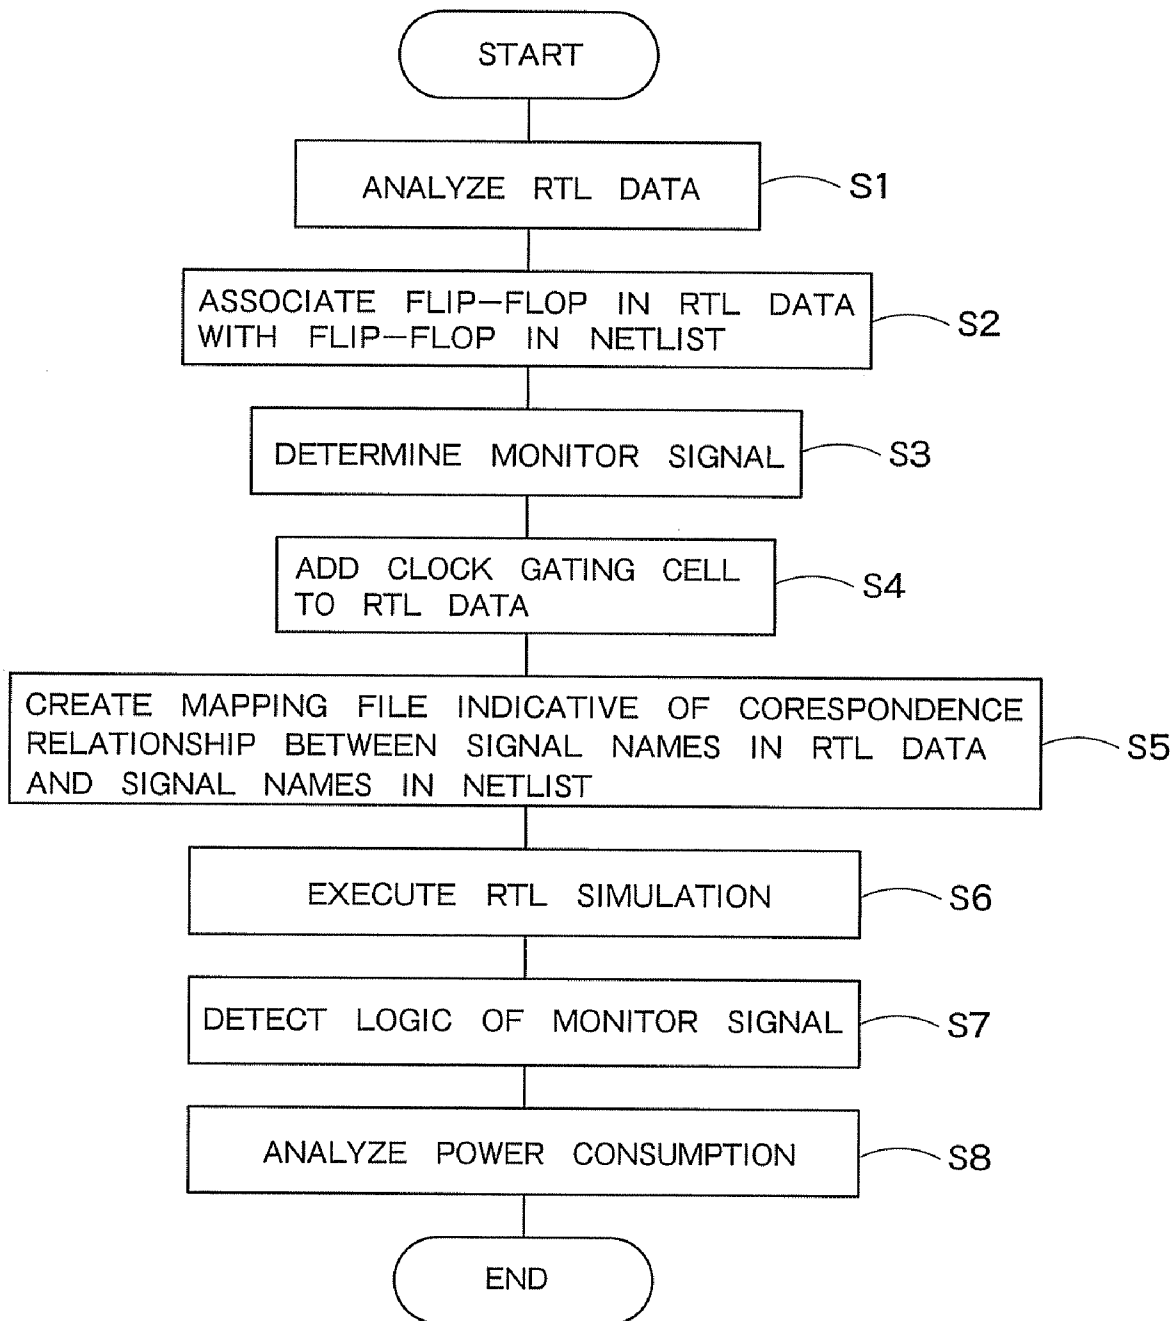 START
ANALYZE RTL DATA
S1
ASSOCIATE FLIP-FLOP IN RTL DATA
WITH FLIP-FLOP IN NETLIST
S2
DETERMINE MONITOR SIGNAL
S3
ADD CLOCK GATING CELL
TO RTL DATA
S4
CREATE MAPPING FILE INDICATIVE OF CORESPONDENCE
RELATIONSHIP BETWEEN SIGNAL NAMES IN RTL DATA
AND SIGNAL NAMES IN NETLIST
S5
EXECUTE RTL SIMULATION
S6
DETECT LOGIC OF MONITOR SIGNAL
S7
ANALYZE POWER CONSUMPTION
S8
END